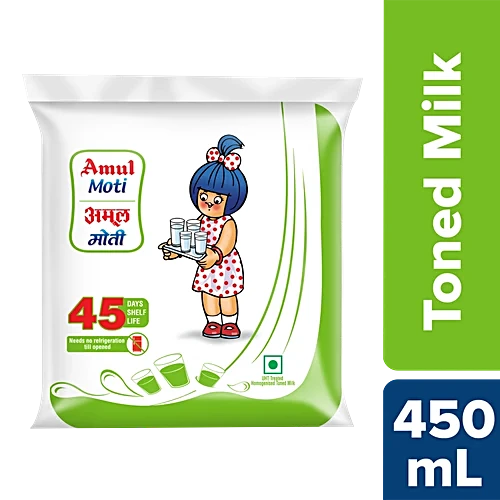 Amul
Moti
अमूल
मोती
45 DAYS
SHELF
LIFE
Needs no refrigeration
till opened
UHT Treated
Homogenised Toned Milk
Toned Milk
450
mL